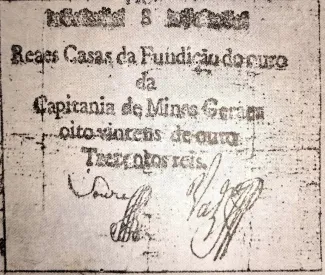 8
Reaes Casas da Fundição do ouro
da
Capitania de Minas Geraes
oito vintens de ouro
Trezentos reis.